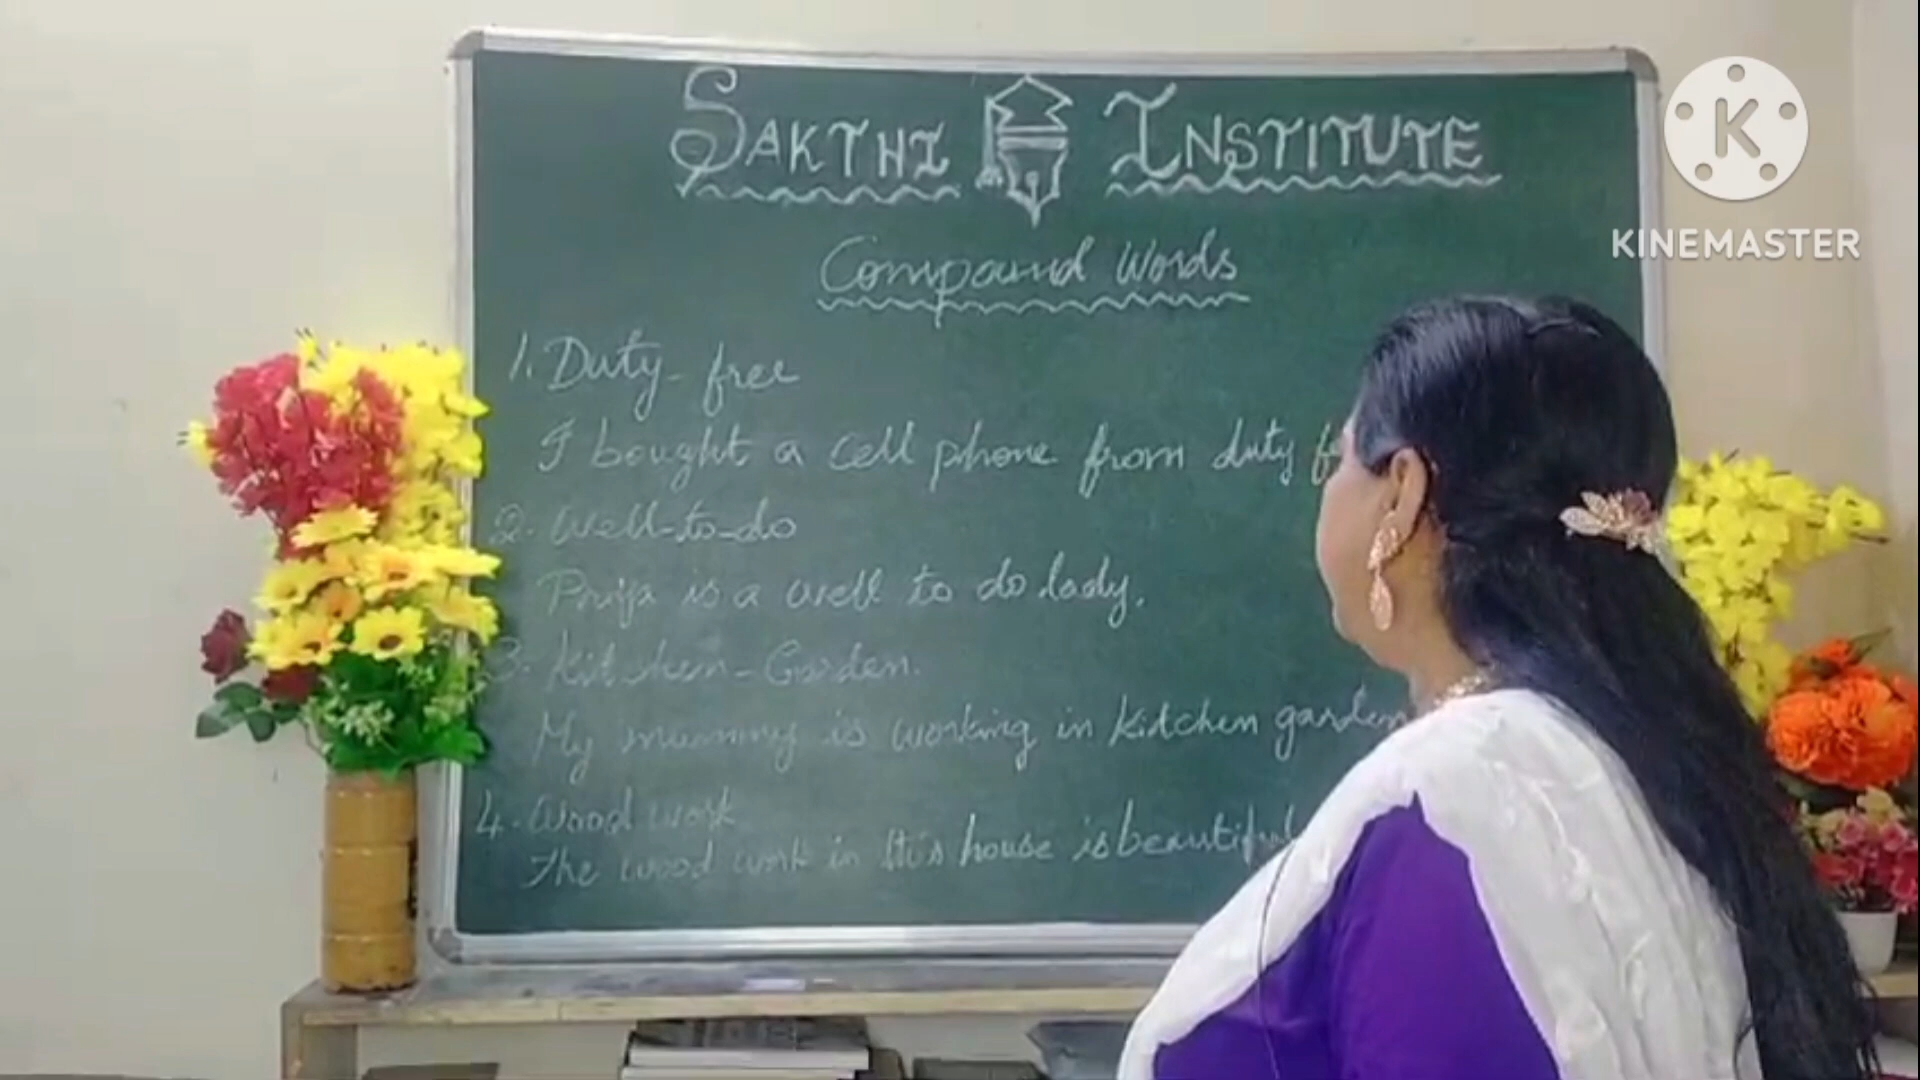 SAKTHI INSTITUTE
KINEMASTER
Compound Words
1. Duty-free
I bought a cell phone from duty
2. Well-to-do
Priya is a well to do lady.
3. Kitchen-Garden.
My mummy is working in kitchen garden
4. Wood work
The wood work in this house is beautiful